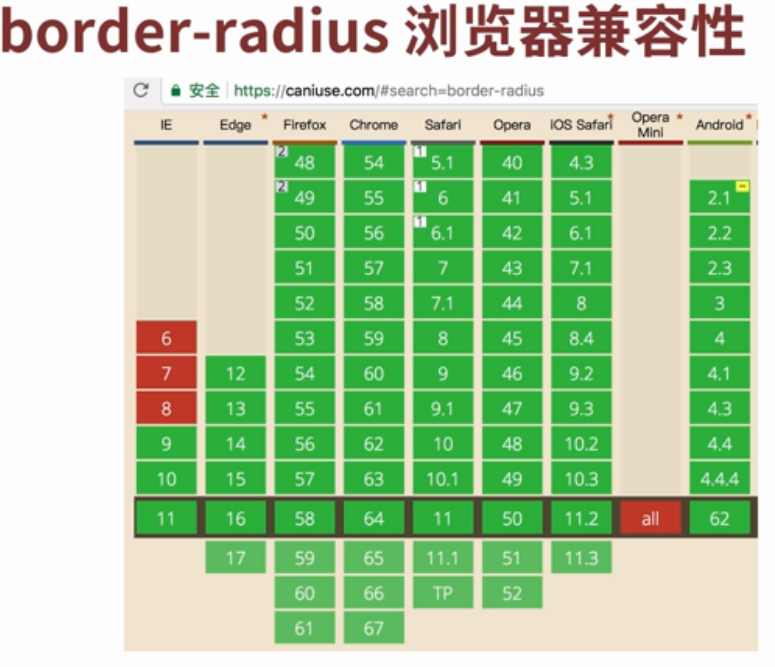 border-radius 浏览器兼容性
安全 https://caniuse.com/#search=border-radius
IE Edge * Firefox Chrome Safari Opera iOS Safari * Opera Mini * Android *
2 48 54 1 5.1 40 4.3
2 49 55 1 6 41 5.1 2.1 -
50 56 1 6.1 42 6.1 2.2
51 57 7 43 7.1 2.3
52 58 7.1 44 8 3
6 53 59 8 45 8.4 4
7 12 54 60 9 46 9.2 4.1
8 13 55 61 9.1 47 9.3 4.3
9 14 56 62 10 48 10.2 4.4
10 15 57 63 10.1 49 10.3 4.4.4
11 16 58 64 11 50 11.2 all 62
17 59 65 11.1 51 11.3
60 66 TP 52
61 67